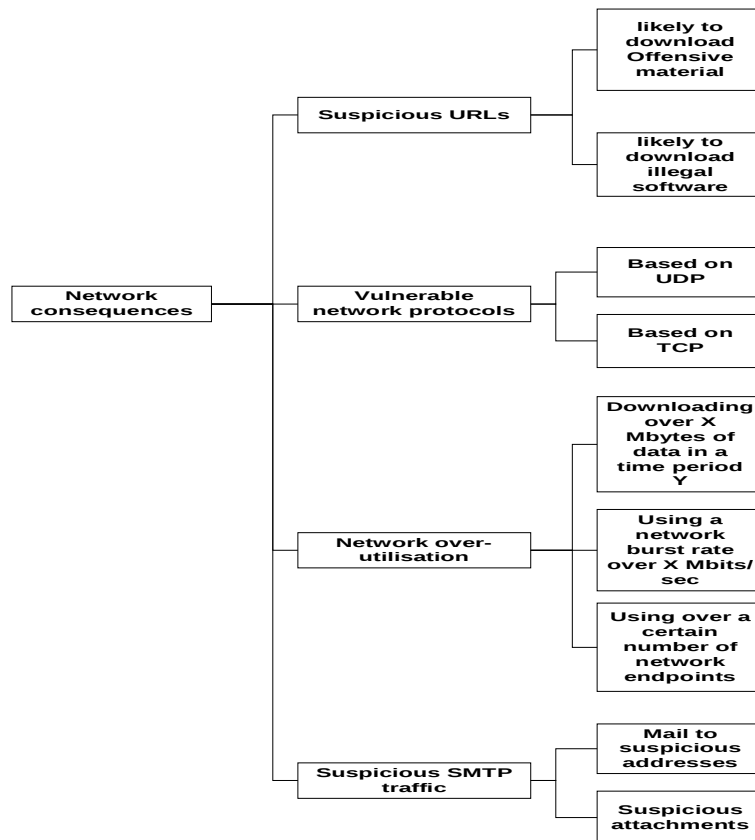 likely to
download
Offensive
material
Suspicious URLs
likely to
download
illegal
software
Network
consequences
Vulnerable
network protocols
Based on
UDP
Based on
TCP
Downloading
over X
Mbytes of
data in a
time period
Y
Network over-
utilisation
Using a
network
burst rate
over X Mbits/
sec
Using over a
certain
number of
network
endpoints
Suspicious SMTP
traffic
Mail to
suspicious
addresses
Suspicious
attachments